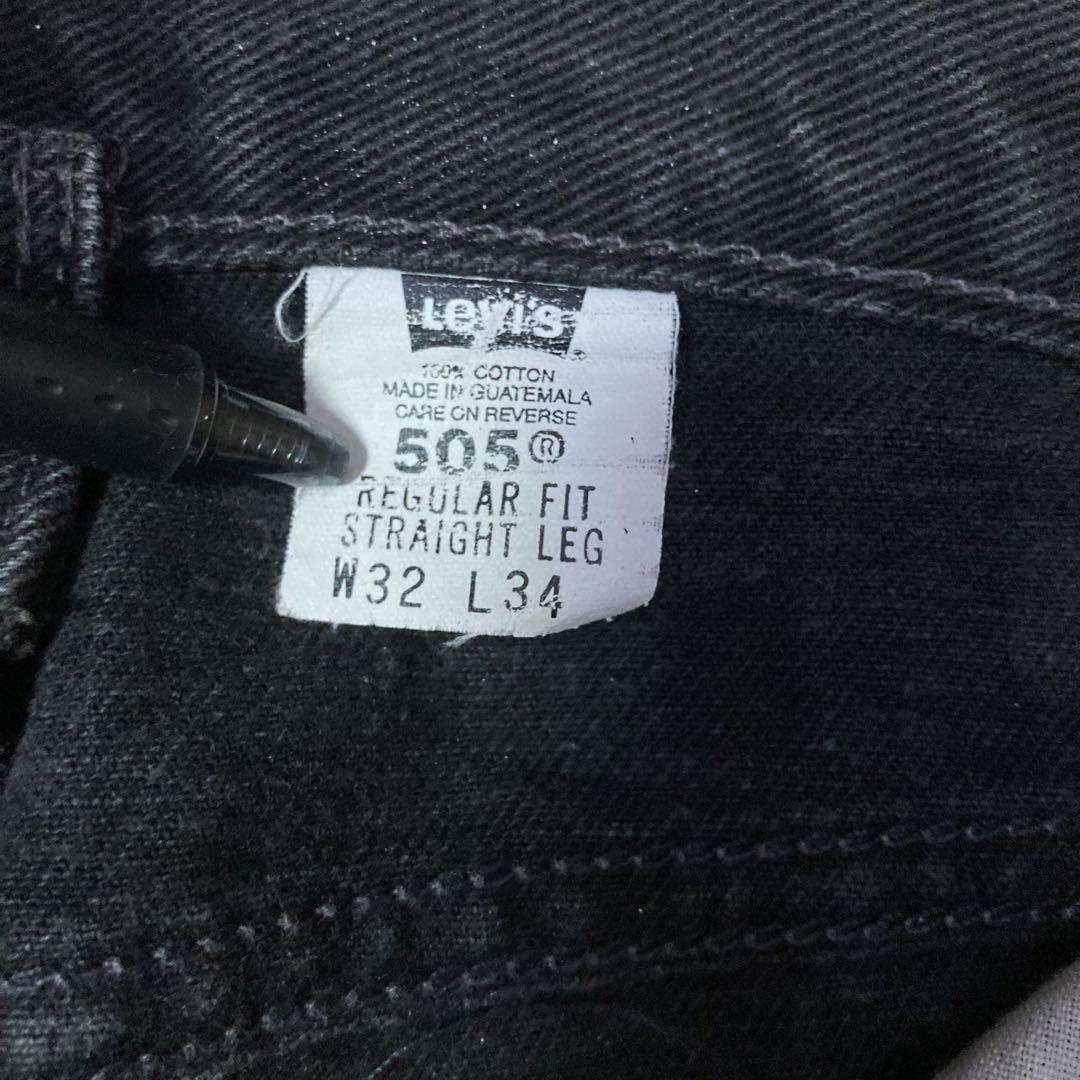 Levi's ®
100% COTTON
MADE IN GUATEMALA
CARE ON REVERSE
505®
REGULAR FIT
STRAIGHT LEG
W32 L34